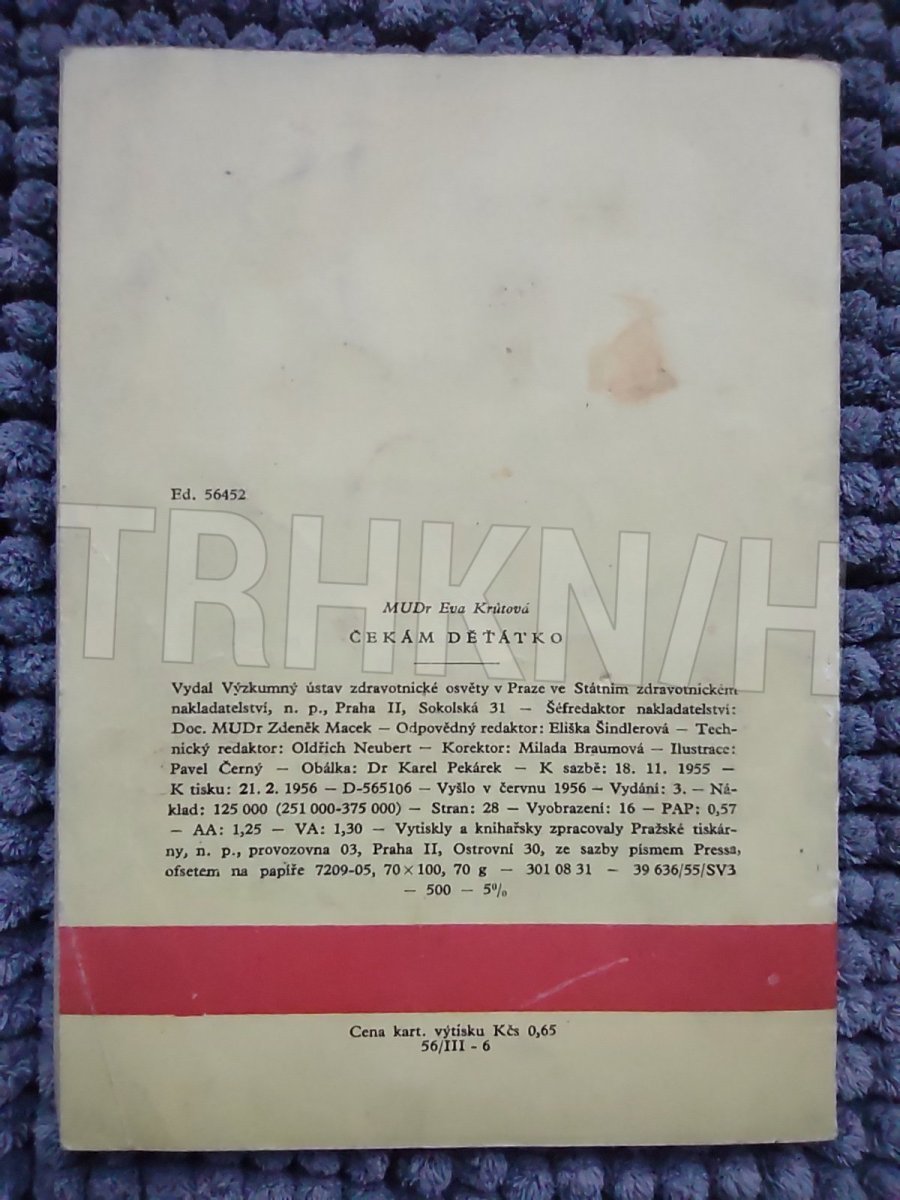 Ed. 56452
TRHKNIH
MUDr Eva Krůtová
ČEKÁM DĚŤÁTKO
Vydal Výzkumný ústav zdravotnické osvěty v Praze ve Státním zdravotnickém
nakladatelství, n. p., Praha II, Sokolská 31 — Šéfredaktor nakladatelství:
Doc. MUDr Zdeněk Macek — Odpovědný redaktor: Eliška Šindlerová — Tech-
nický redaktor: Oldřich Neubert — Korektor: Milada Braumová — Ilustrace:
Pavel Černý — Obálka: Dr Karel Pekárek — K sazbě: 18. 11. 1955 —
K tisku: 21. 2. 1956 — D-565106 — Vyšlo v červnu 1956 — Vydání: 3. — Ná-
klad: 125 000 (251 000-375 000) — Stran: 28 — Vyobrazení: 16 — PAP: 0,57
— AA: 1,25 — VA: 1,30 — Vytiskly a knihařsky zpracovaly Pražské tiskár-
ny, n. p., provozovna 03, Praha II, Ostrovní 30, ze sazby písmem Pressa,
ofsetem na papíře 7209-05, 70×100, 70 g — 301 08 31 — 39 636/55/SV3
— 500 — 5%
Cena kart. výtisku Kčs 0,65
56/III - 6